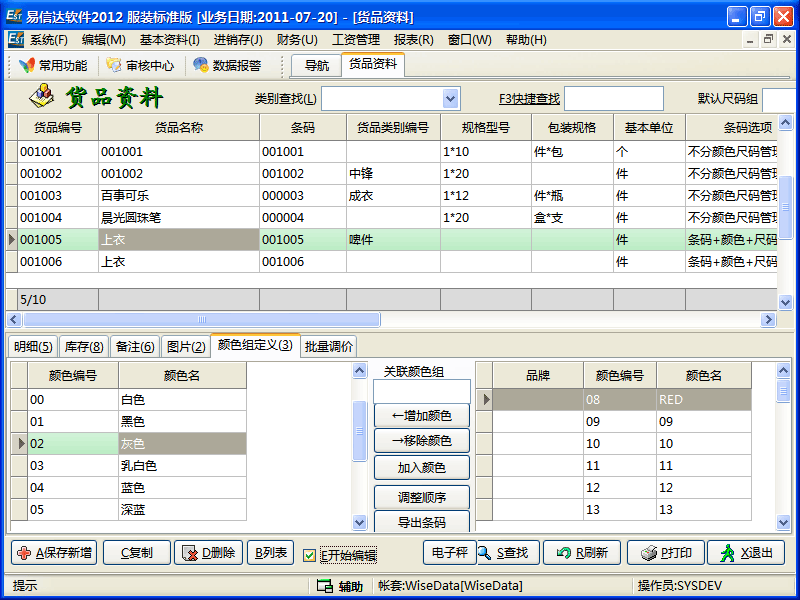 易信达软件2012 服装标准版 [业务日期:2011-07-20] - [货品资料]
系统(F) 编辑(M) 基本资料(I) 进销存(J) 财务(U) 工资管理 报表(R) 窗口(W) 帮助(H)
常用功能 审核中心 数据报警 导航 货品资料
货品资料 类别查找(L) F3快捷查找 默认尺码组
货品编号 货品名称 条码 货品类别编号 规格型号 包装规格 基本单位 条码选项
001001 001001 001001 1*10 件*包 个 不分颜色尺码管理
001002 001002 001002 中锋 1*20 件 不分颜色尺码管理
001003 百事可乐 000003 成衣 1*12 件*瓶 件 不分颜色尺码管理
001004 晨光圆珠笔 000004 1*20 盒*支 件 不分颜色尺码管理
001005 上衣 001005 啤件 件 条码+颜色+尺码
001006 上衣 001006 件 条码+颜色+尺码
5/10
明细(5) 库存(8) 备注(6) 图片(2) 颜色组定义(3) 批量调价
颜色编号 颜色名
00 白色
01 黑色
02 灰色
03 乳白色
04 蓝色
05 深蓝
关联颜色组
←增加颜色
→移除颜色
加入颜色
调整顺序
导出条码
品牌 颜色编号 颜色名
08 RED
09 09
10 10
11 11
12 12
13 13
A保存新增 C复制 D删除 B列表 E开始编辑 电子秤 S查找 R刷新 P打印 X退出
提示 辅助 帐套:WiseData[WiseData] 操作员:SYSDEV